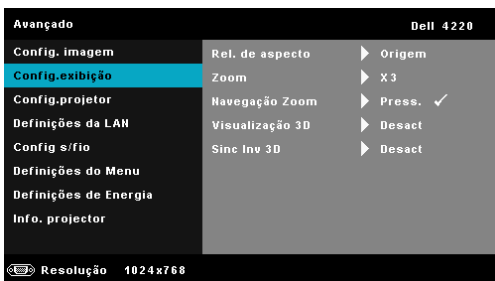 Avançado Dell 4220
Config. imagem
Config.exibição
Config.projetor
Definições da LAN
Config s/fio
Definições do Menu
Definições de Energia
Info. projector
Rel. de aspecto Origem
Zoom X3
Navegação Zoom Press. ✓
Visualização 3D Desact
Sinc Inv 3D Desact
Resolução 1024x768